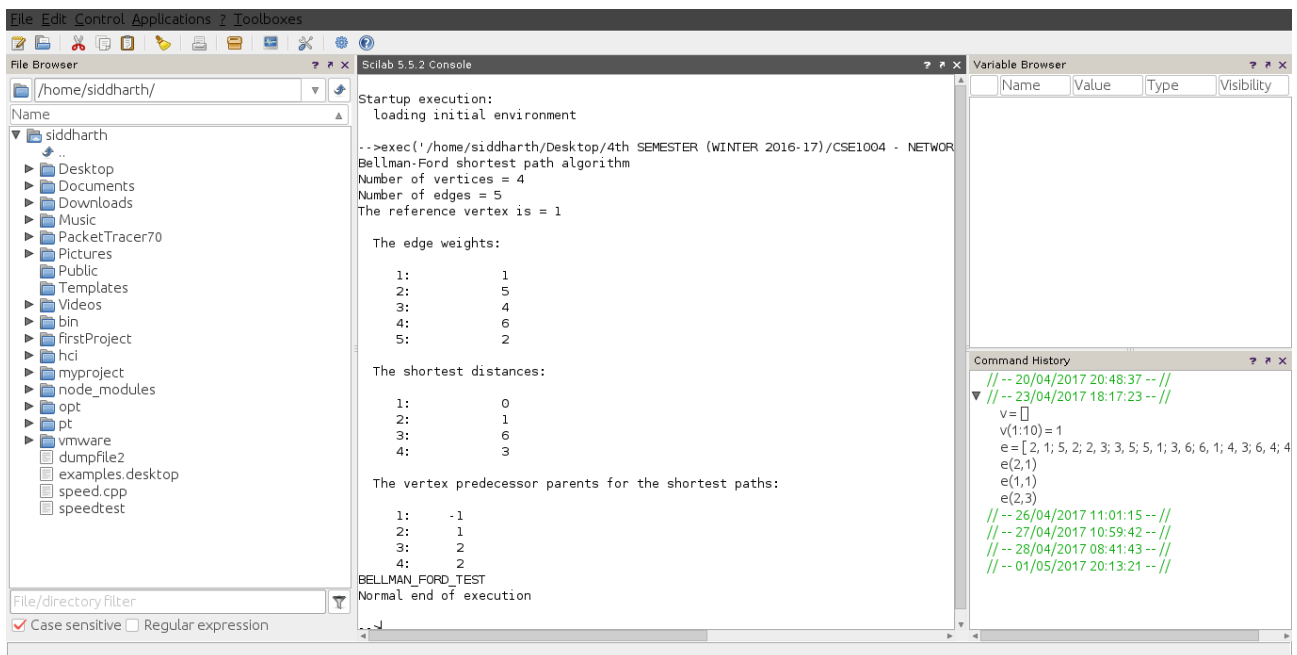 File Edit Control Applications ? Toolboxes
File Browser ? x
/home/siddharth/
Name
siddharth
..
Desktop
Documents
Downloads
Music
PacketTracer70
Pictures
Public
Templates
Videos
bin
firstProject
hci
myproject
node_modules
opt
pt
vmware
dumpfile2
examples.desktop
speed.cpp
speedtest
File/directory filter
Case sensitive Regular expression
Scilab 5.5.2 Console ? x
Startup execution:
loading initial environment
-->exec('/home/siddharth/Desktop/4th SEMESTER (WINTER 2016-17)/CSE1004 - NETWOR
Bellman-Ford shortest path algorithm
Number of vertices = 4
Number of edges = 5
The reference vertex is = 1
The edge weights:
1: 1
2: 5
3: 4
4: 6
5: 2
The shortest distances:
1: 0
2: 1
3: 6
4: 3
The vertex predecessor parents for the shortest paths:
1: -1
2: 1
3: 2
4: 2
BELLMAN_FORD_TEST
Normal end of execution
-->
Variable Browser ? x
Name Value Type Visibility
Command History ? x
// -- 20/04/2017 20:48:37 -- //
// -- 23/04/2017 18:17:23 -- //
v = []
v(1:10) = 1
e = [ 2, 1; 5, 2; 2, 3; 3, 5; 5, 1; 3, 6; 6, 1; 4, 3; 6, 4; 4
e(2,1)
e(1,1)
e(2,3)
// -- 26/04/2017 11:01:15 -- //
// -- 27/04/2017 10:59:42 -- //
// -- 28/04/2017 08:41:43 -- //
// -- 01/05/2017 20:13:21 -- //